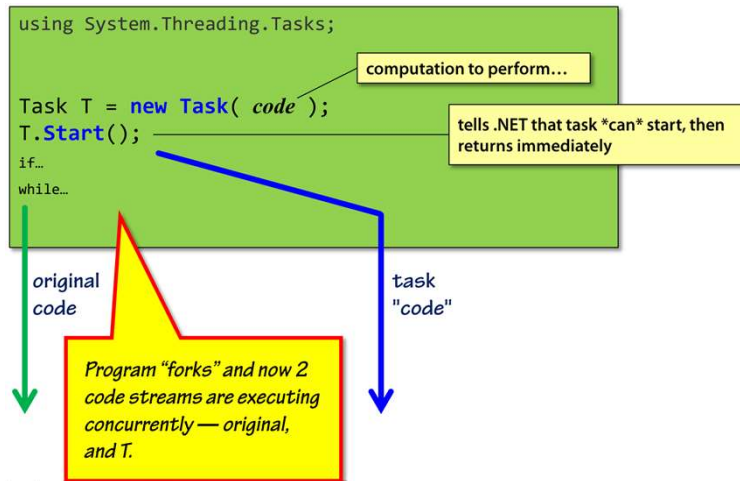 using System.Threading.Tasks;
computation to perform…
Task T = new Task( code );
T.Start();
tells .NET that task *can* start, then
returns immediately
if…
while…
original
code
task
"code"
Program “forks” and now 2
code streams are executing
concurrently — original,
and T.